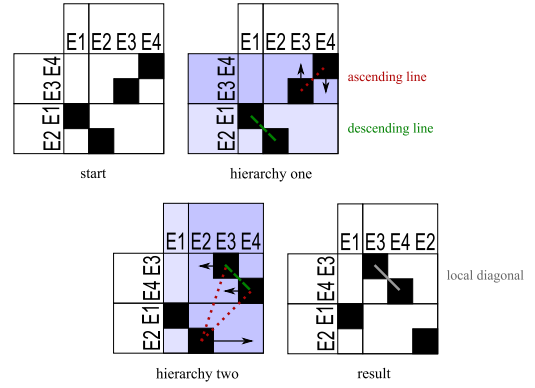 E1 E2 E3 E4
E4
E3
E1
E2
start
E1 E2 E3 E4
E4
E3
E1
E2
hierarchy one
ascending line
descending line
E1 E2 E3 E4
E3
E4
E1
E2
hierarchy two
E1 E3 E4 E2
E3
E4
E1
E2
result
local diagonal